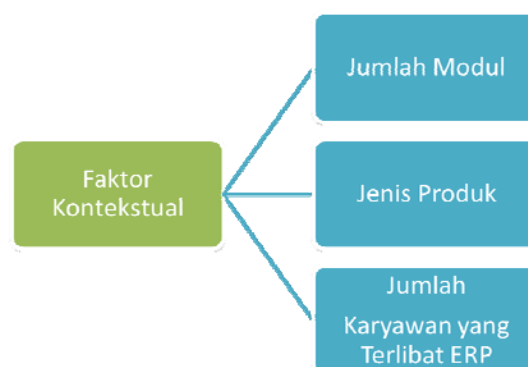 Faktor
Kontekstual
Jumlah Modul
Jenis Produk
Jumlah
Karyawan yang
Terlibat ERP